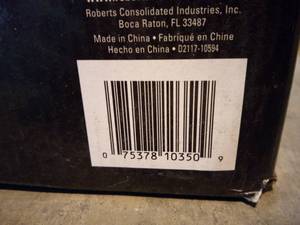 Roberts Consolidated Industries, Inc.
Boca Raton, FL 33487
Made in China • Fabriqué en Chine
Hecho en China • D2117-10594
0 75378 10350 9